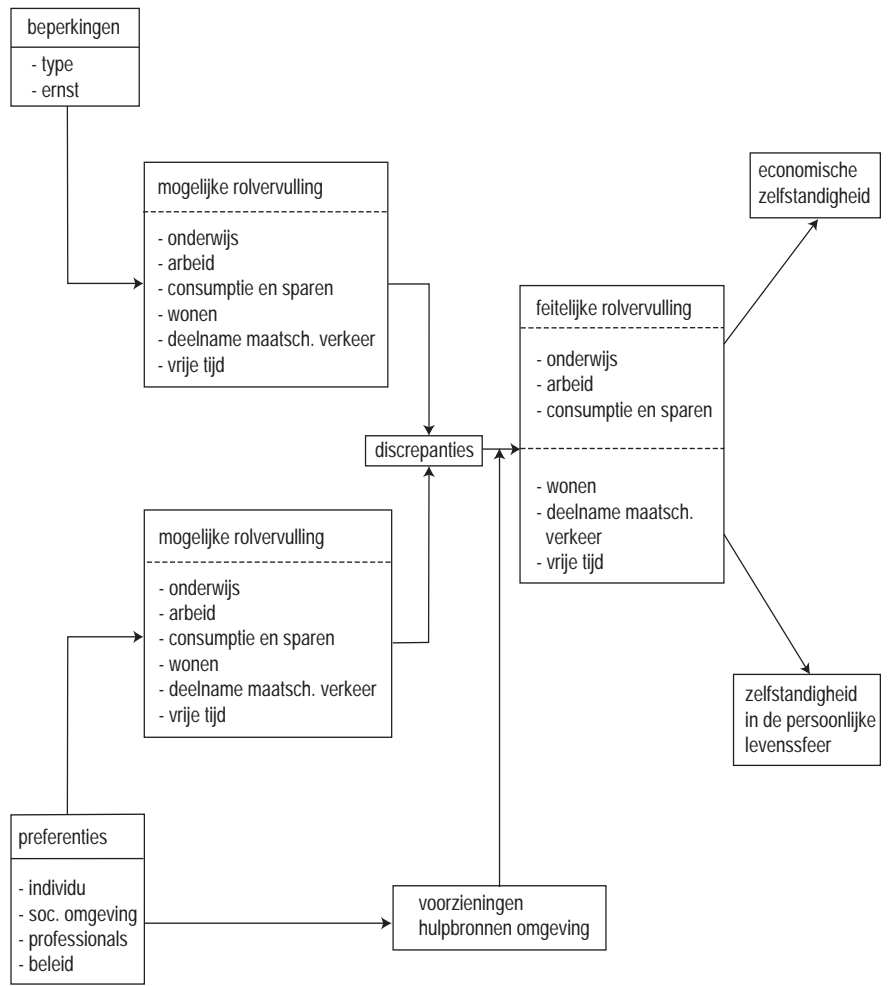 beperkingen
- type
- ernst
mogelijke rolvervulling
- onderwijs
- arbeid
- consumptie en sparen
- wonen
- deelname maatsch. verkeer
- vrije tijd
economische
zelfstandigheid
feitelijke rolvervulling
- onderwijs
- arbeid
- consumptie en sparen
- wonen
- deelname maatsch.
verkeer
- vrije tijd
discrepanties
mogelijke rolvervulling
- onderwijs
- arbeid
- consumptie en sparen
- wonen
- deelname maatsch. verkeer
- vrije tijd
zelfstandigheid
in de persoonlijke
levenssfeer
preferenties
- individu
- soc. omgeving
- professionals
- beleid
voorzieningen
hulpbronnen omgeving